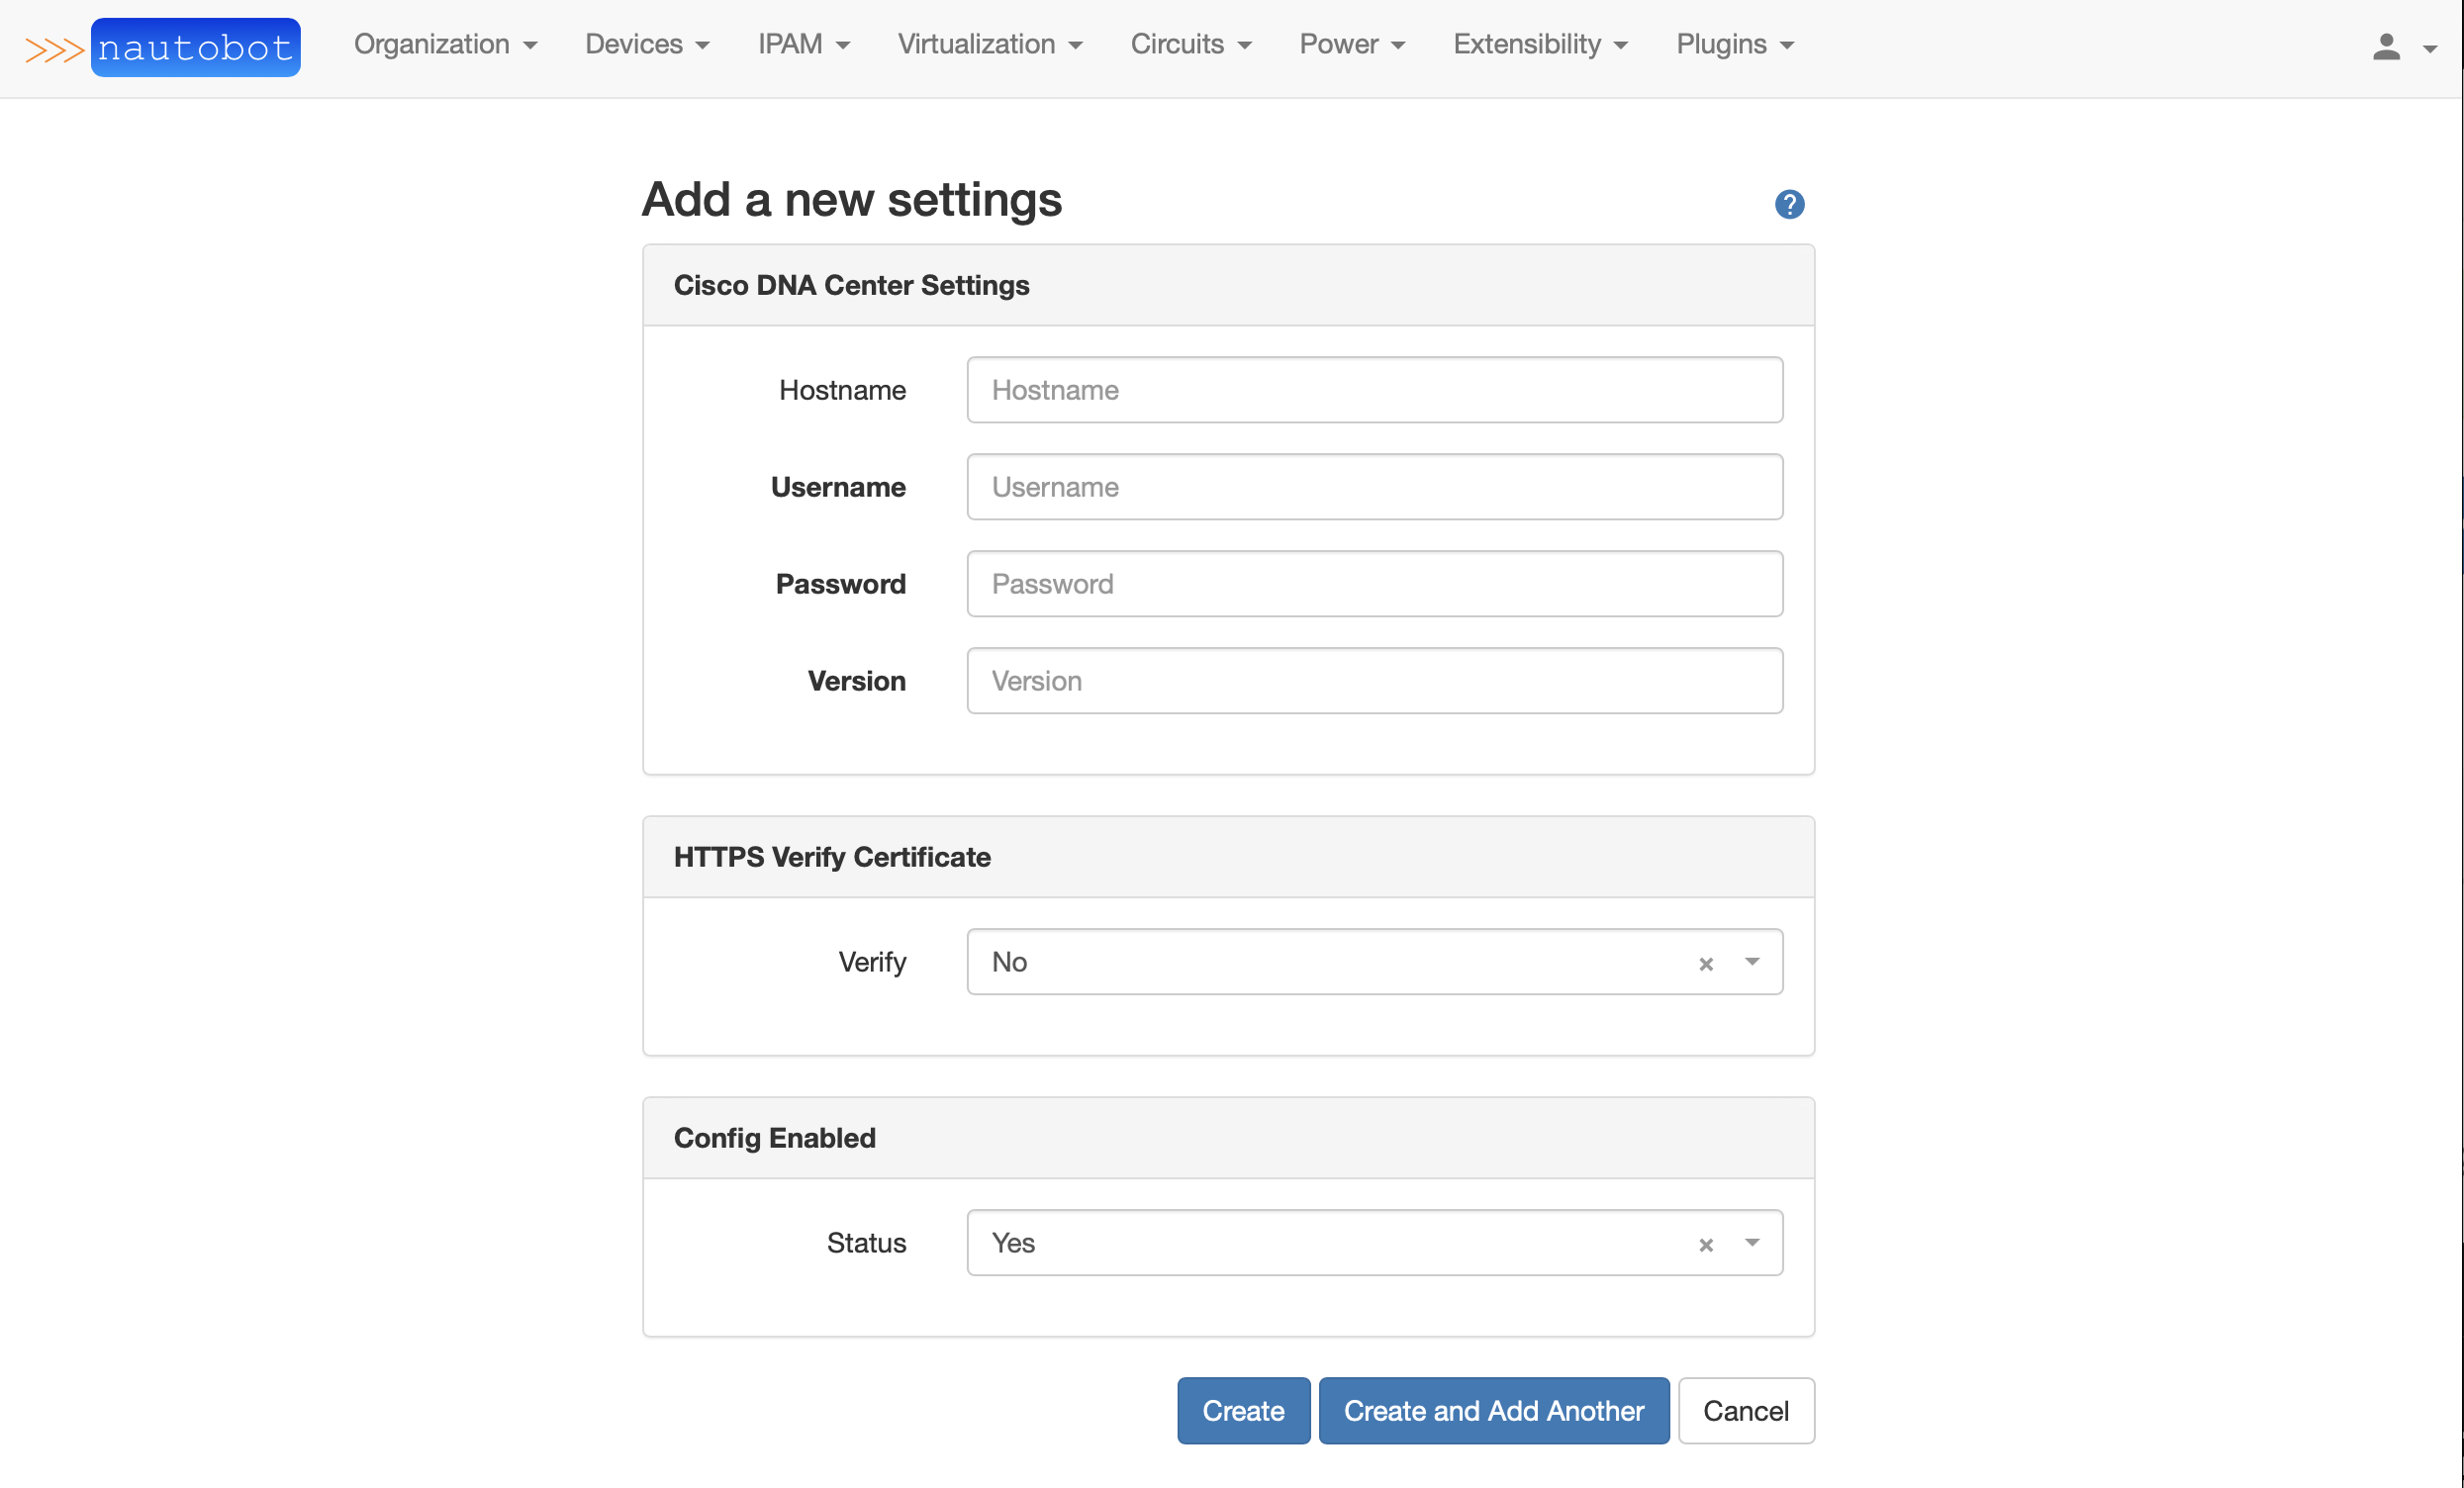 >>> nautobot Organization Devices IPAM Virtualization Circuits Power Extensibility Plugins
Add a new settings ?
Cisco DNA Center Settings
Hostname Hostname
Username Username
Password Password
Version Version
HTTPS Verify Certificate
Verify No ×
Config Enabled
Status Yes ×
Create Create and Add Another Cancel